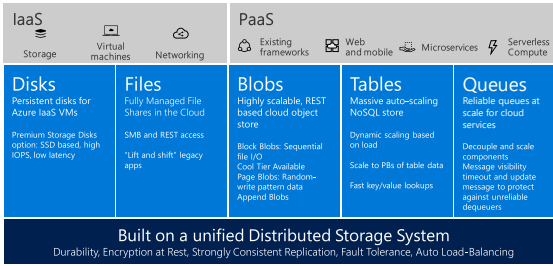 IaaS
Storage
Virtual
machines
Networking
PaaS
Existing
frameworks
Web
and mobile
Microservices
Serverless
Compute
Disks
Persistent disks for
Azure IaaS VMs
Premium Storage Disks
option: SSD based, high
IOPS, low latency
Files
Fully Managed File
Shares in the Cloud
SMB and REST access
"Lift and shift" legacy
apps
Blobs
Highly scalable, REST
based cloud object
store
Block Blobs: Sequential
file I/O
Cool Tier Available
Page Blobs: Random-
write pattern data
Append Blobs
Tables
Massive auto-scaling
NoSQL store
Dynamic scaling based
on load
Scale to PBs of table data
Fast key/value lookups
Queues
Reliable queues at
scale for cloud
services
Decouple and scale
components
Message visibility
timeout and update
message to protect
against unreliable
dequeuers
Built on a unified Distributed Storage System
Durability, Encryption at Rest, Strongly Consistent Replication, Fault Tolerance, Auto Load-Balancing